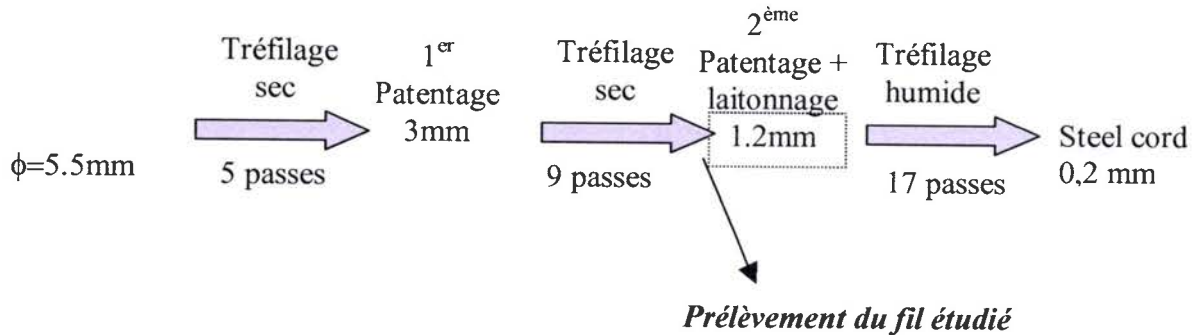 φ=5.5mm
Tréfilage
sec
5 passes
1er
Patentage
3mm
Tréfilage
sec
9 passes
2ème
Patentage +
laitonnage
1.2mm
Tréfilage
humide
17 passes
Steel cord
0,2 mm
Prélèvement du fil étudié